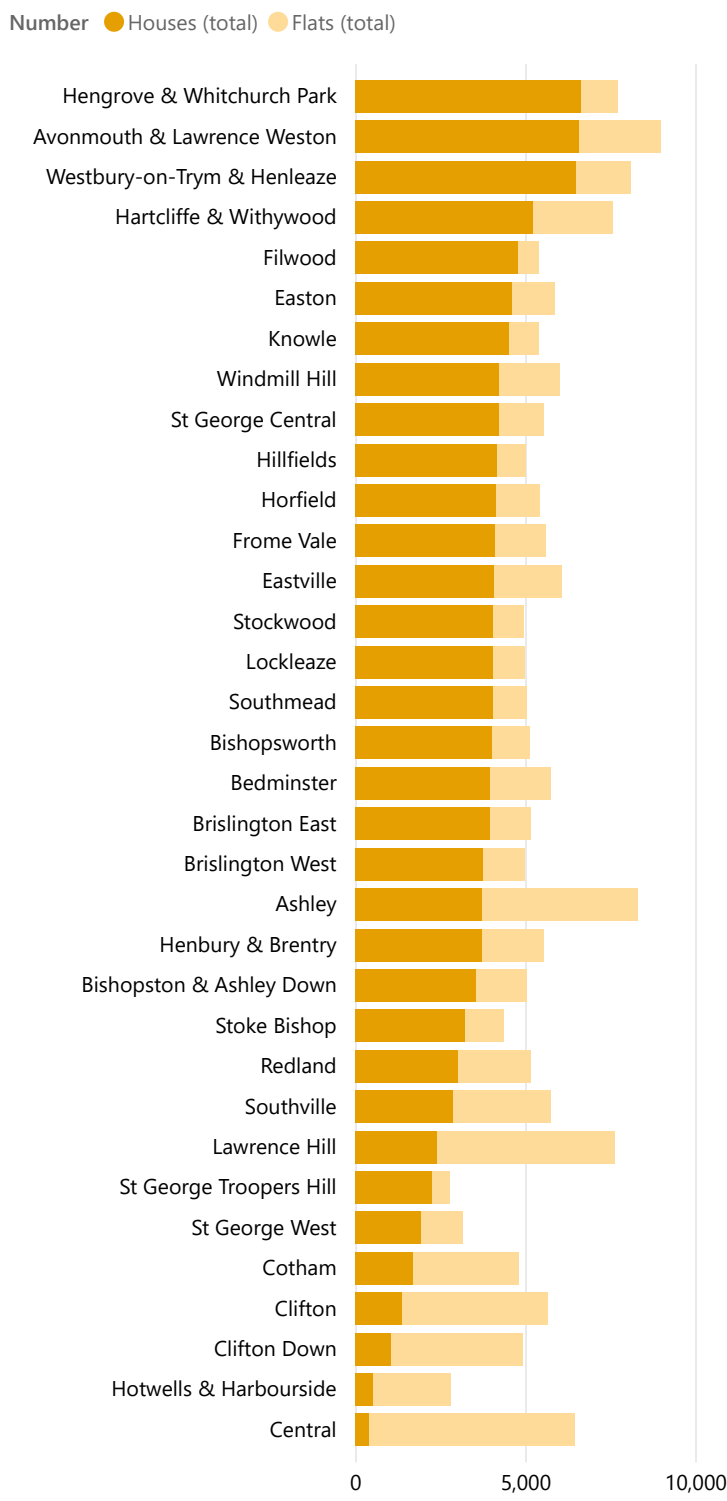 Number Houses (total) Flats (total)
Hengrove & Whitchurch Park
Avonmouth & Lawrence Weston
Westbury-on-Trym & Henleaze
Hartcliffe & Withywood
Filwood
Easton
Knowle
Windmill Hill
St George Central
Hillfields
Horfield
Frome Vale
Eastville
Stockwood
Lockleaze
Southmead
Bishopsworth
Bedminster
Brislington East
Brislington West
Ashley
Henbury & Brentry
Bishopston & Ashley Down
Stoke Bishop
Redland
Southville
Lawrence Hill
St George Troopers Hill
St George West
Cotham
Clifton
Clifton Down
Hotwells & Harbourside
Central
0 5,000 10,000